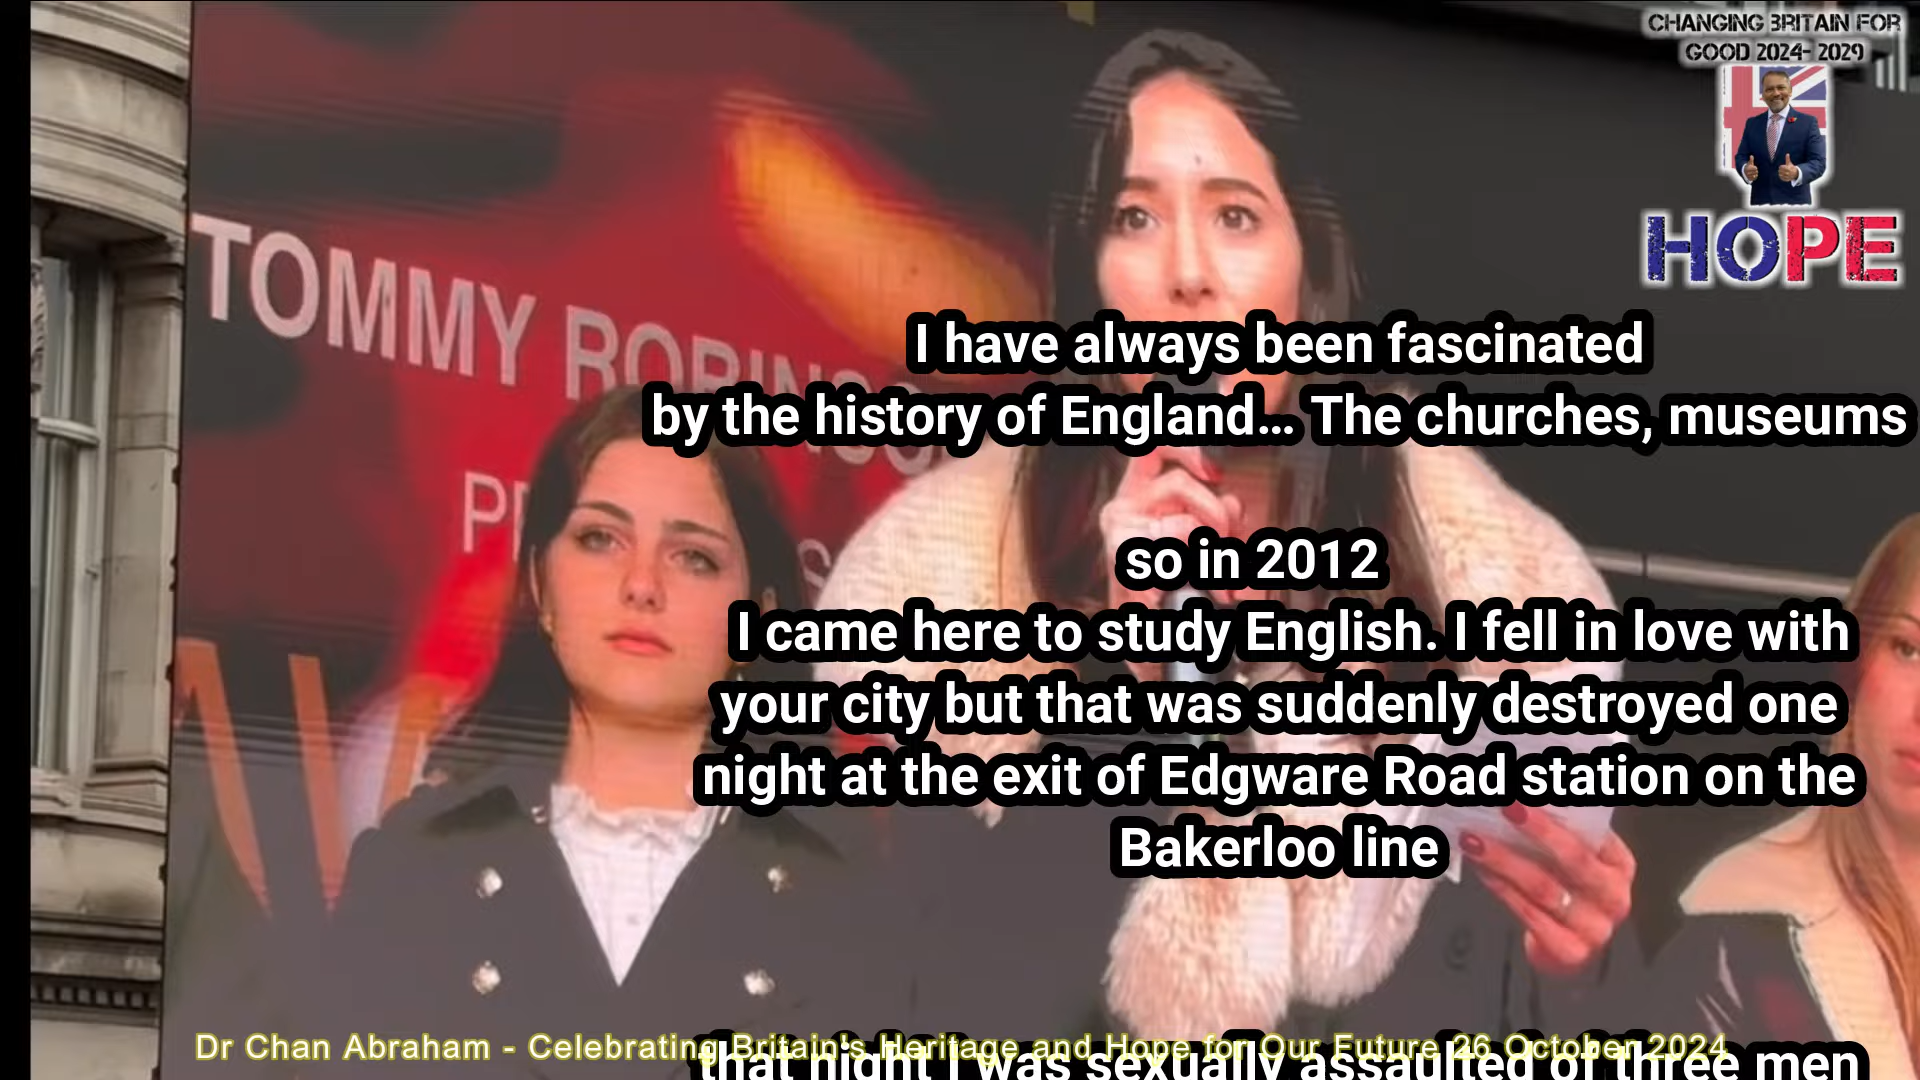 CHANGING BRITAIN FOR
GOOD 2024- 2029
HOPE
TOMMY ROBINSO
I have always been fascinated
by the history of England... The churches, museums
so in 2012
I came here to study English. I fell in love with
your city but that was suddenly destroyed one
night at the exit of Edgware Road station on the
Bakerloo line
Dr Chan Abraham - Celebrating Britain's Heritage and Hope for Our Future 26 October 2024
that night I was sexually assaulted of three men